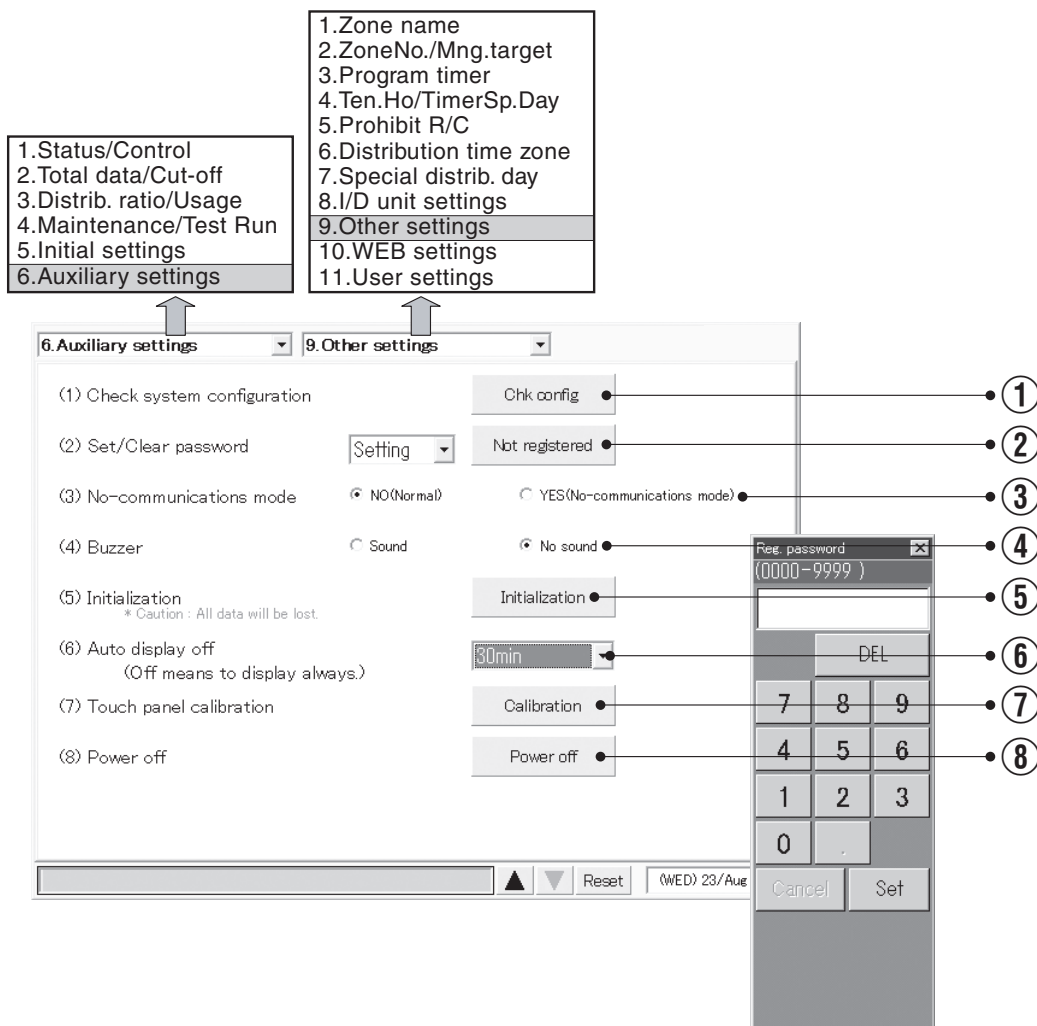 1.Zone name
2.ZoneNo./Mng.target
3.Program timer
4.Ten.Ho/TimerSp.Day
5.Prohibit R/C
6.Distribution time zone
7.Special distrib. day
8.I/D unit settings
9.Other settings
10.WEB settings
11.User settings
1.Status/Control
2.Total data/Cut-off
3.Distrib. ratio/Usage
4.Maintenance/Test Run
5.Initial settings
6.Auxiliary settings
6.Auxiliary settings 9.Other settings
(1) Check system configuration Chk config ①
(2) Set/Clear password Setting Not registered ②
(3) No-communications mode NO(Normal) YES(No-communications mode) ③
(4) Buzzer Sound No sound ④
(5) Initialization Initialization ⑤
* Caution : All data will be lost.
(6) Auto display off 30min ⑥
(Off means to display always.)
(7) Touch panel calibration Calibration ⑦
(8) Power off Power off ⑧
Reset (WED) 23/Aug
Reg. password
(0000-9999 )
DEL
7 8 9
4 5 6
1 2 3
0 .
Cancel Set